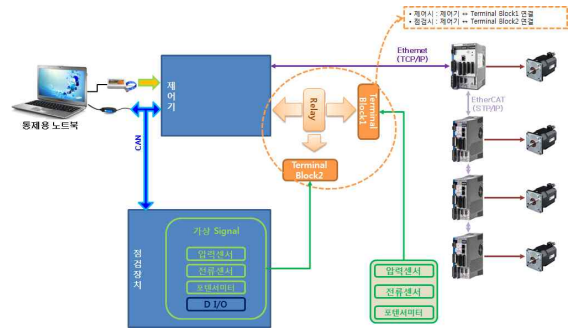 • 제어시 : 제어기 ↔ Terminal Block1 연결
• 점검시 : 제어기 ↔ Terminal Block2 연결
Ethernet
(TCP/IP)
제어기
Relay
Terminal
Block1
EtherCAT
(STP/IP)
통제용 노트북
CAN
Terminal
Block2
점검장치
가상 Signal
압력센서
전류센서
포텐셔미터
D I/O
압력센서
전류센서
포텐셔미터